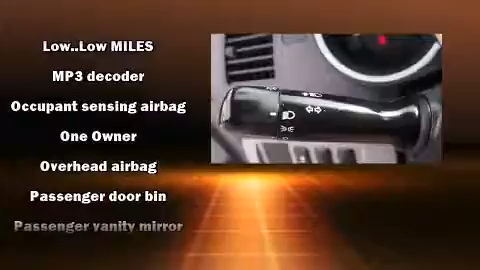 Low..Low MILES
MP3 decoder
Occupant sensing airbag
One Owner
Overhead airbag
Passenger door bin
Passenger vanity mirror